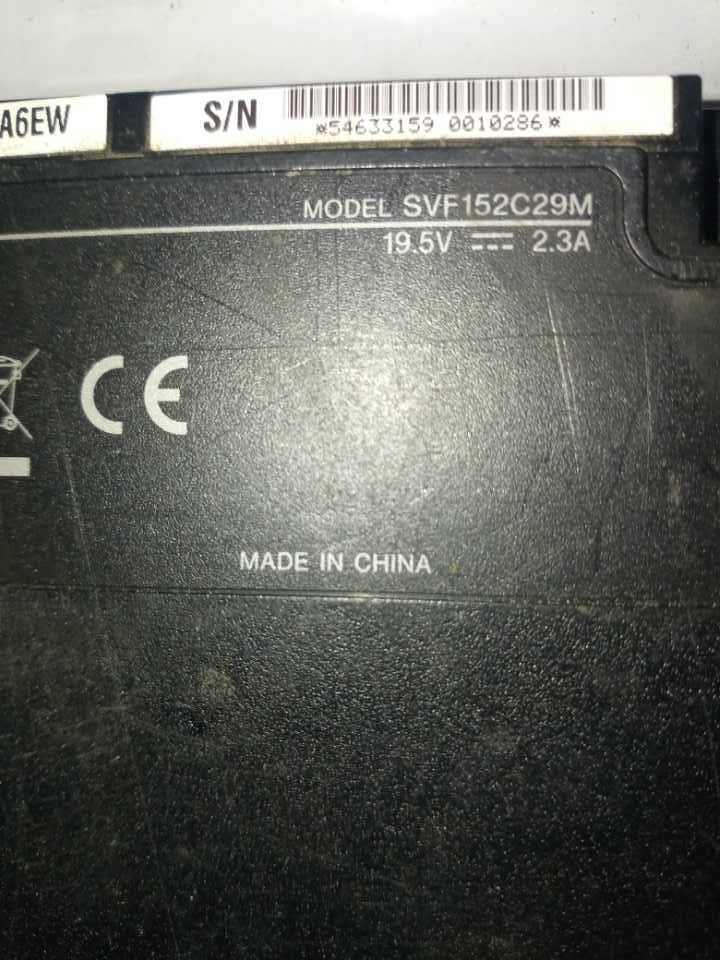 A6EW
S/N
*54633159 0010286*
MODEL SVF152C29M
19.5V ⎓ 2.3A
CE
MADE IN CHINA